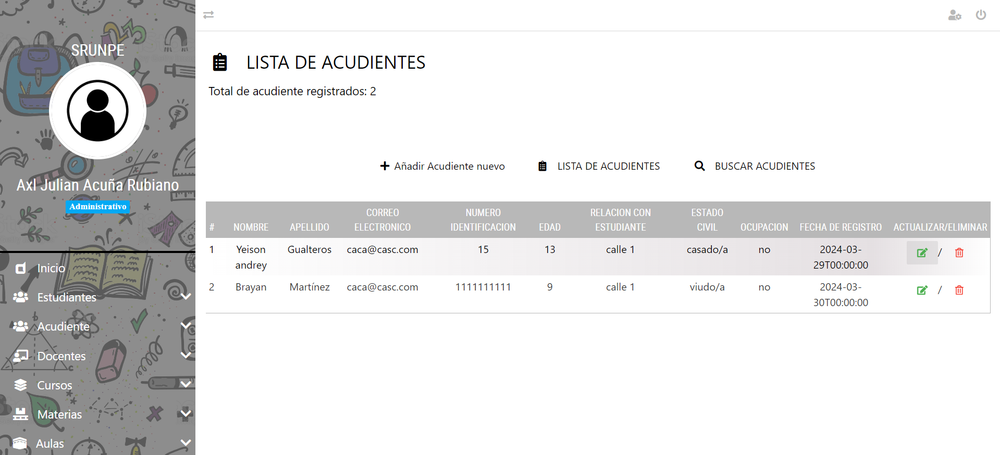 SRUNPE
Axl Julian Acuña Rubiano
Administrativo
Inicio
Estudiantes
Acudiente
Docentes
Cursos
Materias
Aulas
LISTA DE ACUDIENTES
Total de acudiente registrados: 2
Añadir Acudiente nuevo LISTA DE ACUDIENTES BUSCAR ACUDIENTES
# NOMBRE APELLIDO CORREO ELECTRONICO NUMERO IDENTIFICACION EDAD RELACION CON ESTUDIANTE ESTADO CIVIL OCUPACION FECHA DE REGISTRO ACTUALIZAR/ELIMINAR
1 Yeison andrey Gualteros caca@casc.com 15 13 calle 1 casado/a no 2024-03-29T00:00:00 /
2 Brayan Martínez caca@casc.com 1111111111 9 calle 1 viudo/a no 2024-03-30T00:00:00 /